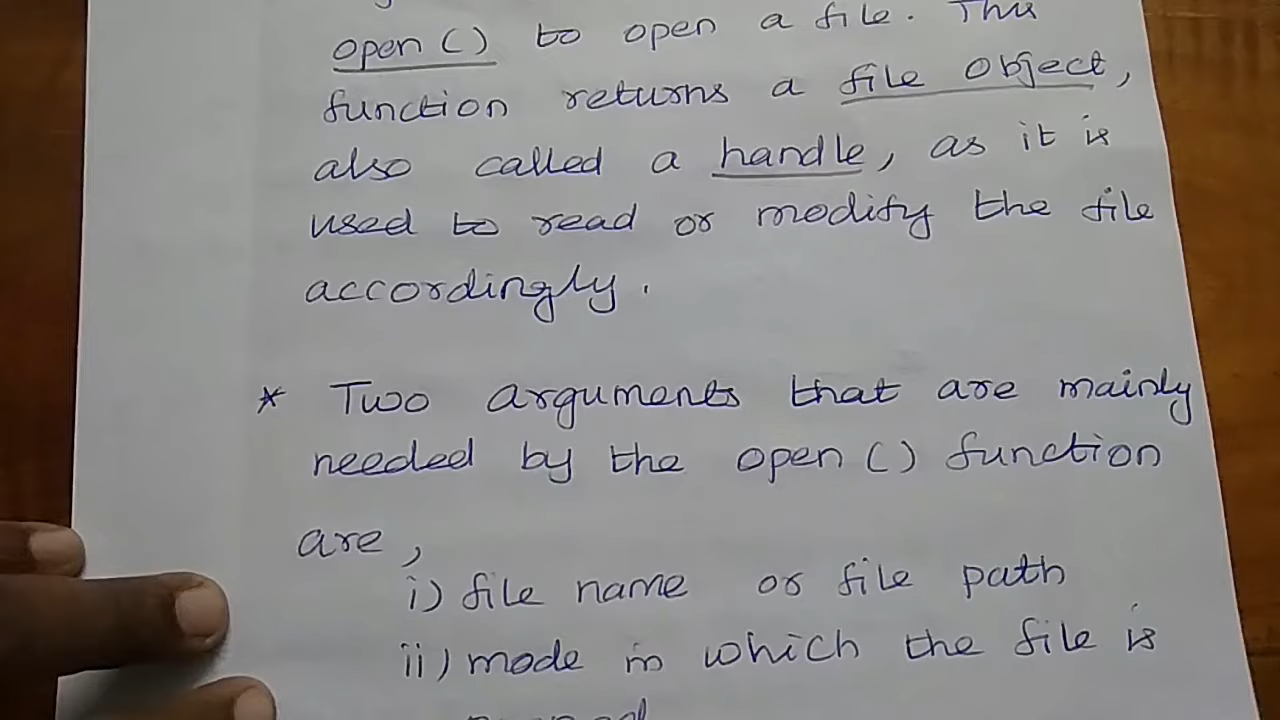 open () to open a file. This
function returns a file object,
also called a handle, as it is
used to read or modify the file
accordingly.
* Two arguments that are mainly
needed by the open () function
are,
i) file name or file path
ii) mode in which the file is